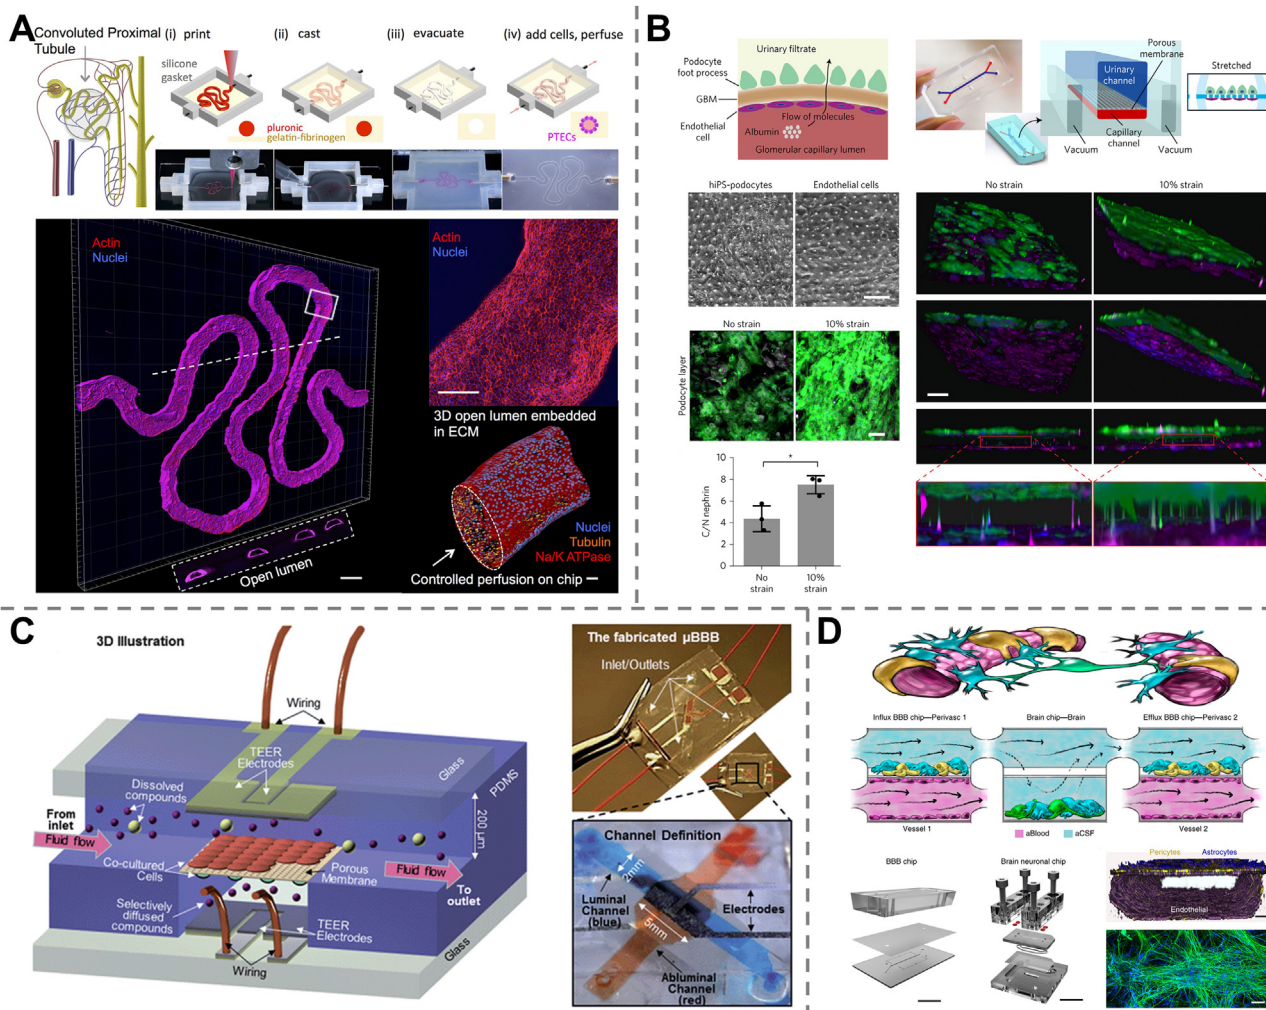 A
Convoluted Proximal
Tubule
(i) print
(ii) cast
(iii) evacuate
(iv) add cells, perfuse
silicone
gasket
pluronic
gelatin-fibrinogen
PTECs
Actin
Nuclei
Actin
Nuclei
3D open lumen embedded
in ECM
Nuclei
Tubulin
Na/K ATPase
Controlled perfusion on chip
Open lumen
B
Urinary filtrate
Podocyte
foot process
GBM
Endothelial
cell
Flow of molecules
Albumin
Glomerular capillary lumen
Porous
membrane
Urinary
channel
Capillary
channel
Vacuum
Vacuum
Stretched
hiPS-podocytes
Endothelial cells
No strain
10% strain
No strain
10% strain
Podocyte layer
C/N nephrin
10
8
6
4
2
0
*
No
strain
10%
strain
C
3D Illustration
Wiring
TEER
Electrodes
Glass
PDMS
Dissolved
compounds
200 µm
From
inlet
Fluid flow
Co-cultured
Cells
Porous
Membrane
Fluid flow
To
outlet
Selectively
diffused
compounds
TEER
Electrodes
Wiring
Glass
The fabricated µBBB
Inlet/Outlets
Channel Definition
2mm
Luminal
Channel
(blue)
5mm
Electrodes
Abluminal
Channel
(red)
D
Influx BBB chip—Perivasc 1
Brain chip—Brain
Efflux BBB chip—Perivasc 2
Vessel 1
aBlood
aCSF
Vessel 2
BBB chip
Brain neuronal chip
Pericytes
Astrocytes
Endothelial